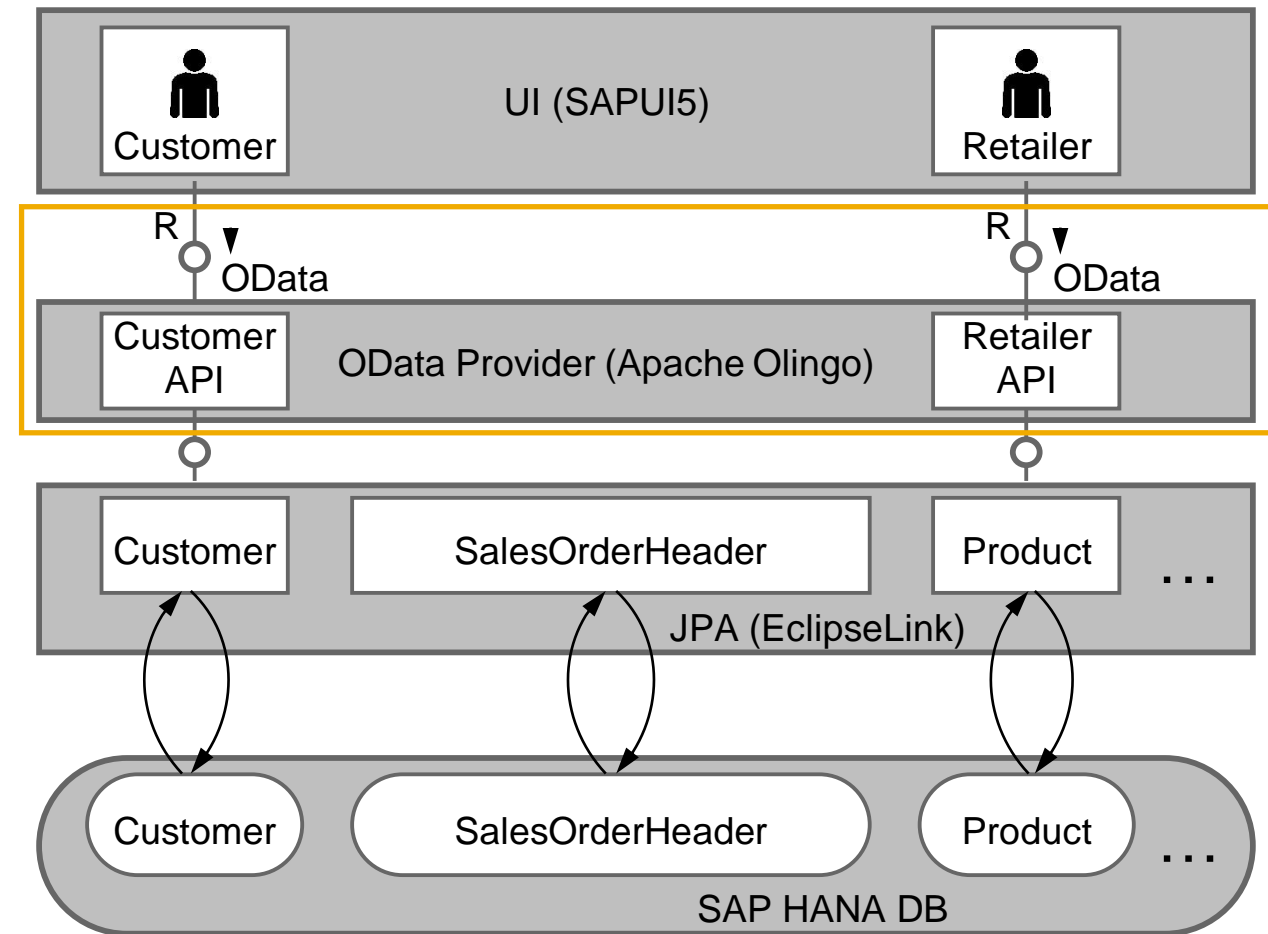 UI (SAPUI5)
Customer
Retailer
R
R
OData
OData
Customer
API
OData Provider (Apache Olingo)
Retailer
API
Customer
SalesOrderHeader
Product
...
JPA (EclipseLink)
Customer
SalesOrderHeader
Product
...
SAP HANA DB